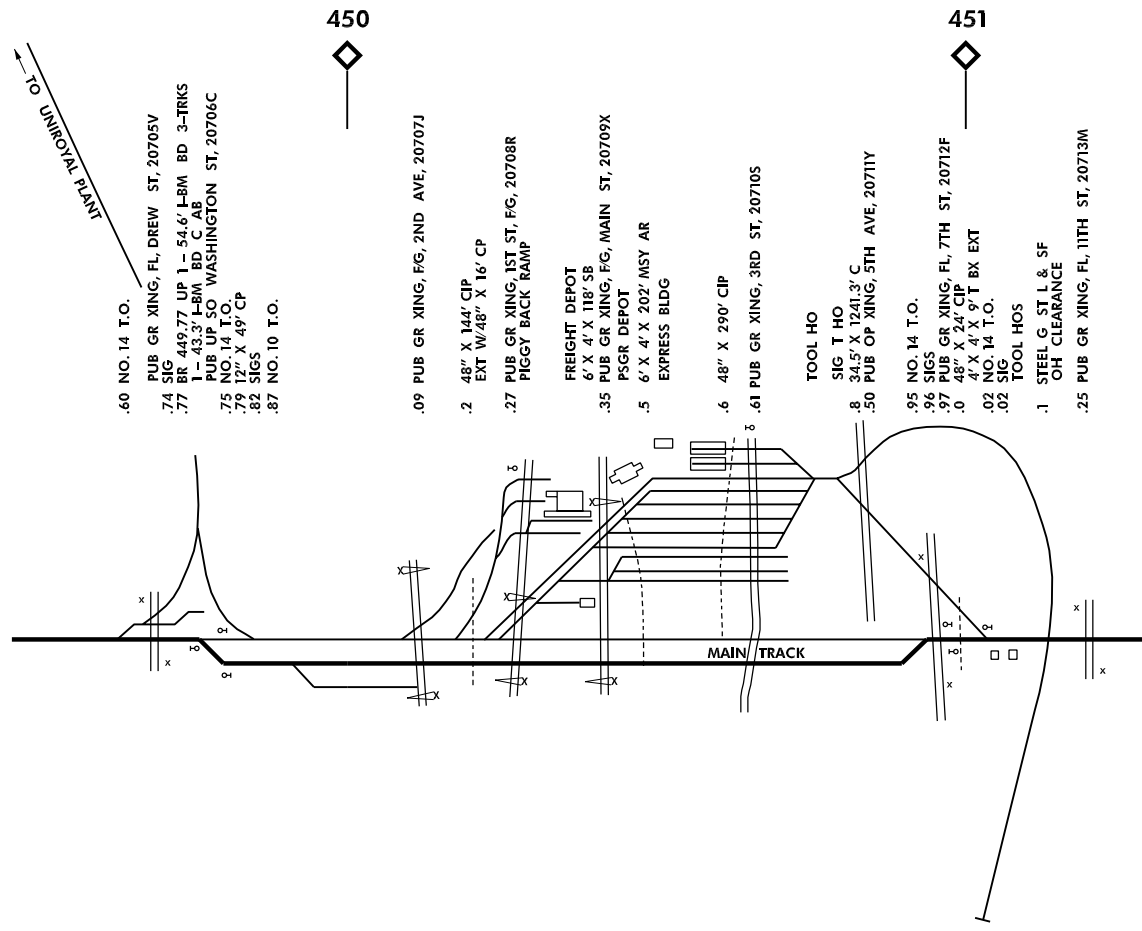 450
451
TO UNIROYAL PLANT
.60 NO. 14 T.O.
PUB GR XING, FL, DREW ST, 20705V
.74 SIG
.77 BR 449.77 UP 1 - 54.6' I-BM BD 3-TRKS
1 - 43.3' I-BM BD C AB
PUB UP SO WASHINGTON ST, 20706C
.75 NO. 14 T.O.
.79 12" X 49' CP
.82 SIGS
.87 NO. 10 T.O.
.09 PUB GR XING, F/G, 2ND AVE, 20707J
.2 48" X 144' CIP
EXT W/48" X 16' CP
.27 PUB GR XING, 1ST ST, F/G, 20708R
PIGGY BACK RAMP
FREIGHT DEPOT
6' X 4' X 118' SB
.35 PUB GR XING, F/G, MAIN ST, 20709X
PSGR DEPOT
.5 6' X 4' X 202' MSY AR
EXPRESS BLDG
.6 48" X 290' CIP
.61 PUB GR XING, 3RD ST, 20710S
TOOL HO
SIG T HO
.8 34.5' X 1241.3' C
.50 PUB OP XING, 5TH AVE, 20711Y
.95 NO. 14 T.O.
.96 SIGS
.97 PUB GR XING, FL, 7TH ST, 20712F
.0 48" X 24' CIP
4' X 4' X 9' T BX EXT
.02 NO. 14 T.O.
.02 SIG
TOOL HOS
.1 STEEL G ST L & SF
OH CLEARANCE
.25 PUB GR XING, FL, 11TH ST, 20713M
MAIN TRACK